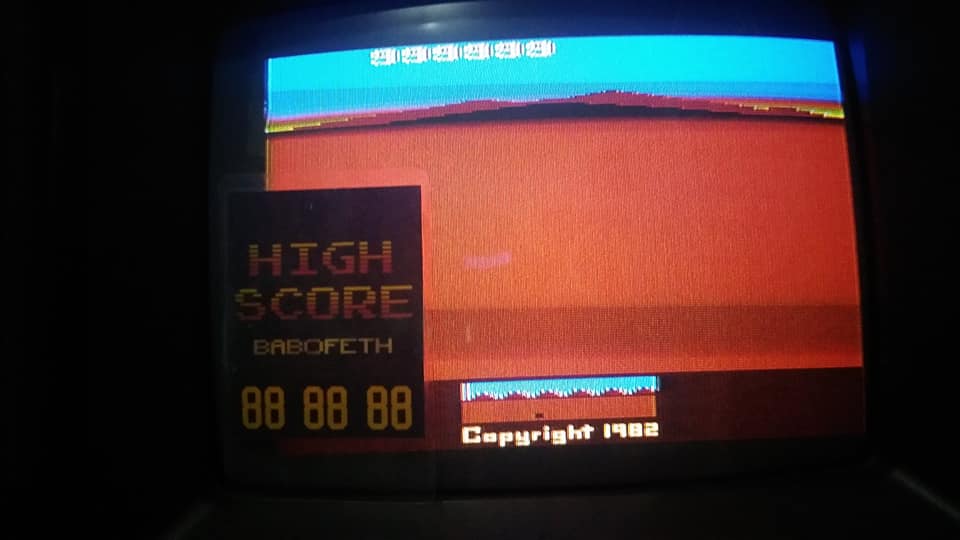 HIGH
SCORE
BABOFETH
88 88 88
Copyright 1982